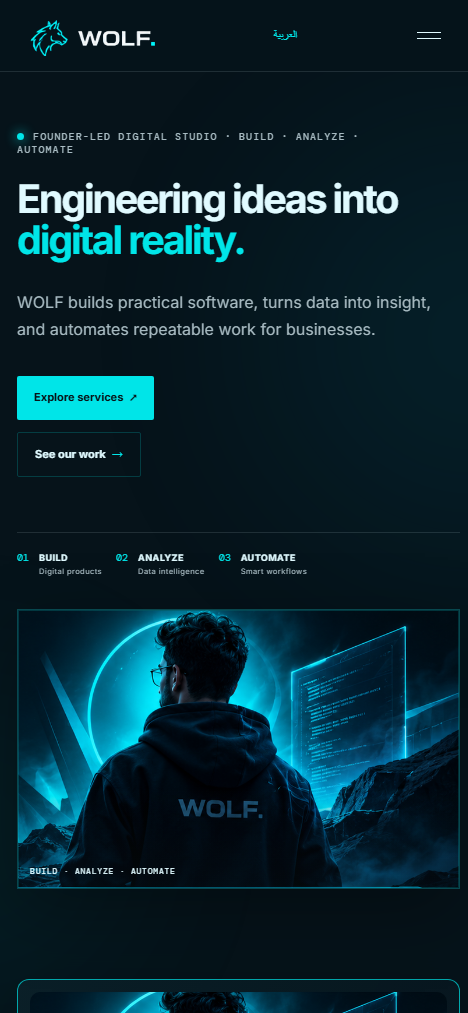 WOLF.
العربية
FOUNDER-LED DIGITAL STUDIO · BUILD · ANALYZE ·
AUTOMATE
Engineering ideas into
digital reality.
WOLF builds practical software, turns data into insight,
and automates repeatable work for businesses.
Explore services ↗
See our work →
01 BUILD
Digital products
02 ANALYZE
Data intelligence
03 AUTOMATE
Smart workflows
WOLF.
BUILD · ANALYZE · AUTOMATE